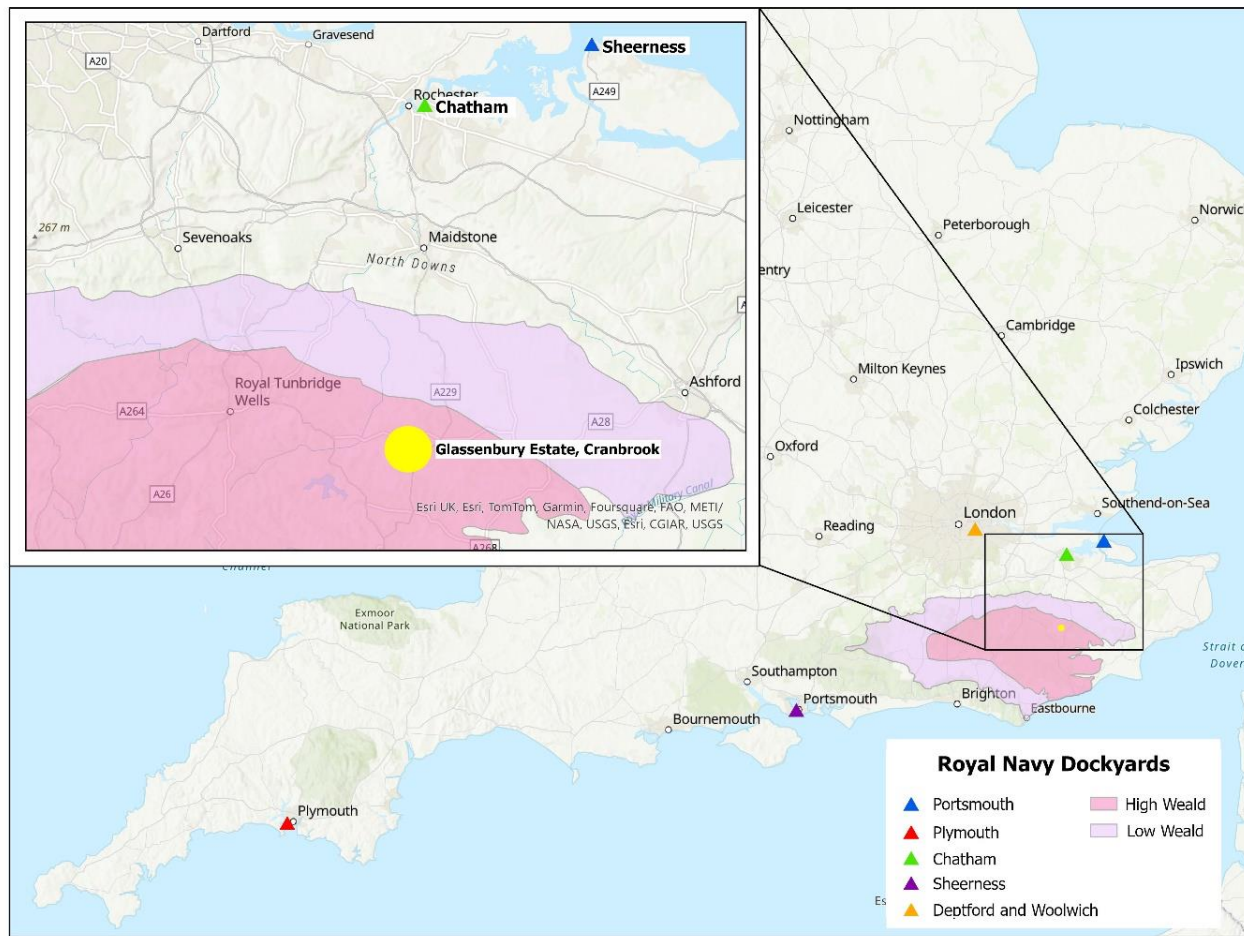 Dartford
Gravesend
Sheerness
A20
Rochester
Chatham
A249
267 m
Sevenoaks
Maidstone
North Downs
Royal Tunbridge
Wells
A229
Ashford
A264
A28
Glassenbury Estate, Cranbrook
A26
Military Canal
Esri UK, Esri, TomTom, Garmin, Foursquare, FAO, METI/
NASA, USGS, Esri, CGIAR, USGS
A268
Nottingham
Leicester
Peterborough
Norwic
entry
Cambridge
Milton Keynes
Ipswich
Colchester
Oxford
Southend-on-Sea
London
Reading
Channel
Exmoor
National Park
Strait o
Dover
Southampton
Portsmouth
Brighton
Eastbourne
Bournemouth
Plymouth
Es
Royal Navy Dockyards
Portsmouth
High Weald
Plymouth
Low Weald
Chatham
Sheerness
Deptford and Woolwich